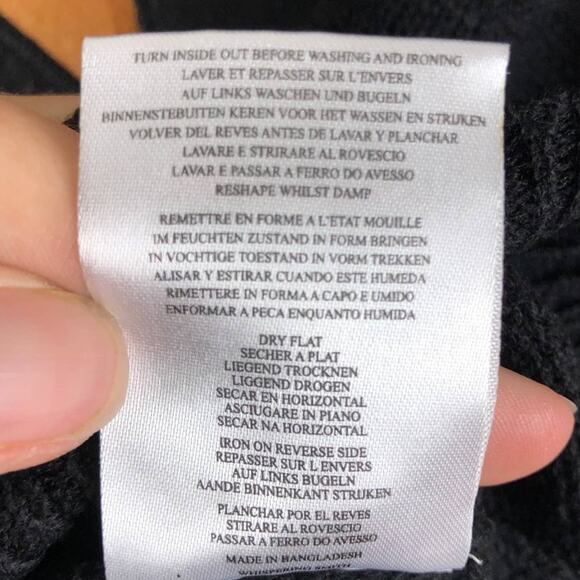 TURN INSIDE OUT BEFORE WASHING AND IRONING
LAVER ET REPASSER SUR L'ENVERS
AUF LINKS WASCHEN UND BUGELN
BINNENSTEBUITEN KEREN VOOR HET WASSEN EN STRIJKEN
VOLVER DEL REVES ANTES DE LAVAR Y PLANCHAR
LAVARE E STRIRARE AL ROVESCIO
LAVAR E PASSAR A FERRO DO AVESSO
RESHAPE WHILST DAMP
REMETTRE EN FORME A L'ETAT MOUILLE
IM FEUCHTEN ZUSTAND IN FORM BRINGEN
IN VOCHTIGE TOESTAND IN VORM TREKKEN
ALISAR Y ESTIRAR CUANDO ESTE HUMEDA
RIMETTERE IN FORMA A CAPO E UMIDO
ENFORMAR A PECA ENQUANTO HUMIDA
DRY FLAT
SECHER A PLAT
LIEGEND TROCKNEN
LIGGEND DROGEN
SECAR EN HORIZONTAL
ASCIUGARE IN PIANO
SECAR NA HORIZONTAL
IRON ON REVERSE SIDE
REPASSER SUR L ENVERS
AUF LINKS BUGELN
AANDE BINNENKANT STRIJKEN
PLANCHAR POR EL REVES
STIRARE AL ROVESCIO
PASSAR A FERRO DO AVESSO
MADE IN BANGLADESH
WHISPERING SMITH